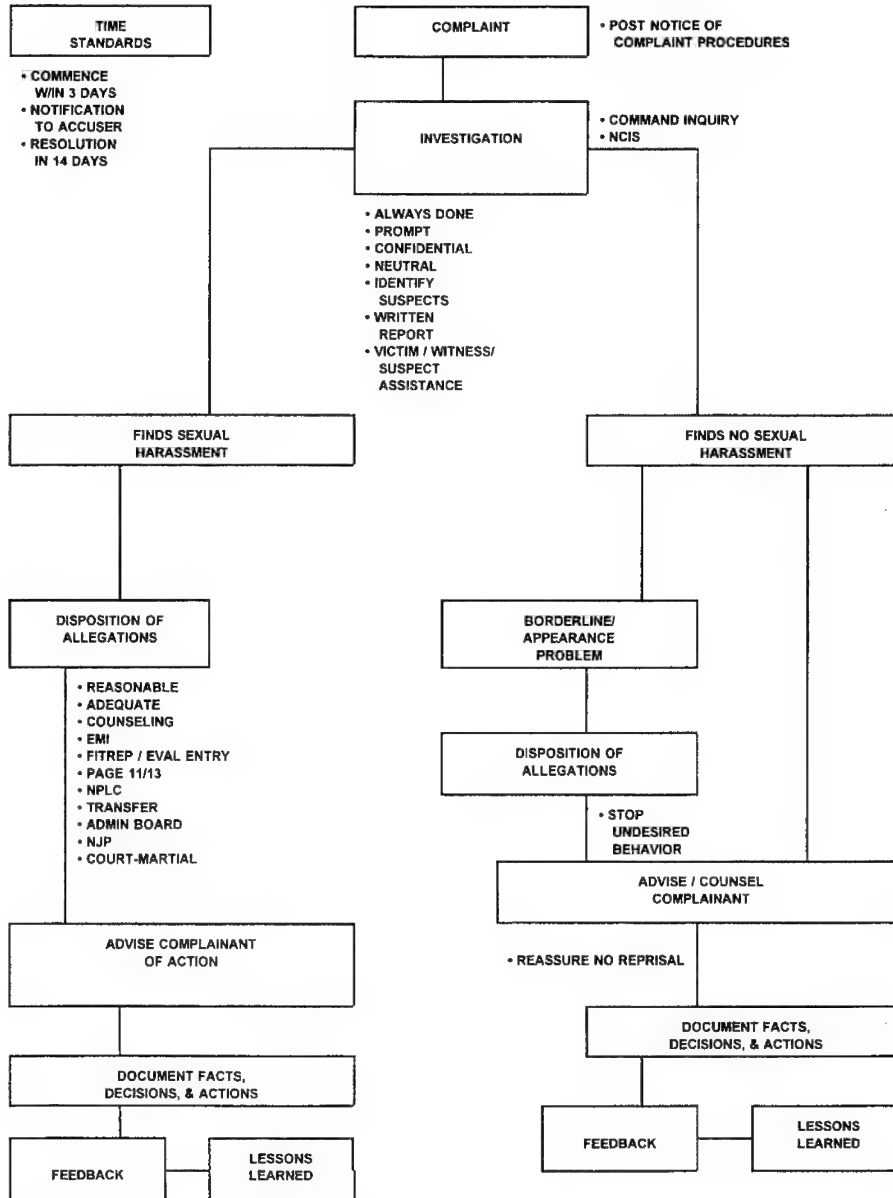 TIME
STANDARDS
• COMMENCE
W/IN 3 DAYS
• NOTIFICATION
TO ACCUSER
• RESOLUTION
IN 14 DAYS
COMPLAINT
• POST NOTICE OF
COMPLAINT PROCEDURES
INVESTIGATION
• COMMAND INQUIRY
• NCIS
• ALWAYS DONE
• PROMPT
• CONFIDENTIAL
• NEUTRAL
• IDENTIFY
SUSPECTS
• WRITTEN
REPORT
• VICTIM / WITNESS/
SUSPECT
ASSISTANCE
FINDS SEXUAL
HARASSMENT
DISPOSITION OF
ALLEGATIONS
• REASONABLE
• ADEQUATE
• COUNSELING
• EMI
• FITREP / EVAL ENTRY
• PAGE 11/13
• NPLC
• TRANSFER
• ADMIN BOARD
• NJP
• COURT-MARTIAL
ADVISE COMPLAINANT
OF ACTION
DOCUMENT FACTS,
DECISIONS, & ACTIONS
FEEDBACK
LESSONS
LEARNED
FINDS NO SEXUAL
HARASSMENT
BORDERLINE/
APPEARANCE
PROBLEM
DISPOSITION OF
ALLEGATIONS
• STOP
UNDESIRED
BEHAVIOR
ADVISE / COUNSEL
COMPLAINANT
• REASSURE NO REPRISAL
DOCUMENT FACTS,
DECISIONS, & ACTIONS
FEEDBACK
LESSONS
LEARNED